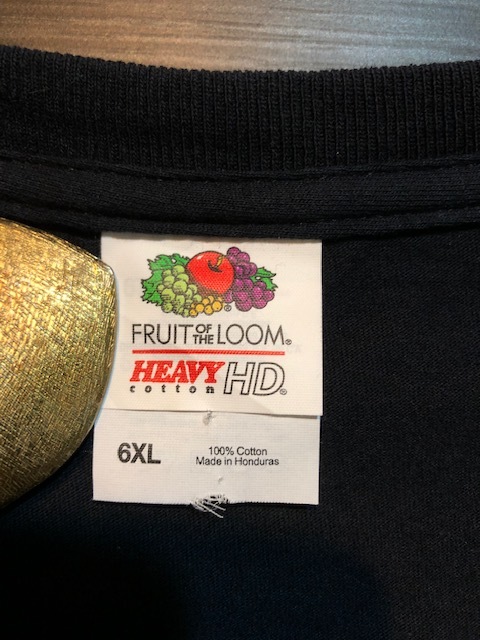 FRUIT OF THE LOOM®
HEAVY cotton HD®
6XL
100% Cotton
Made in Honduras